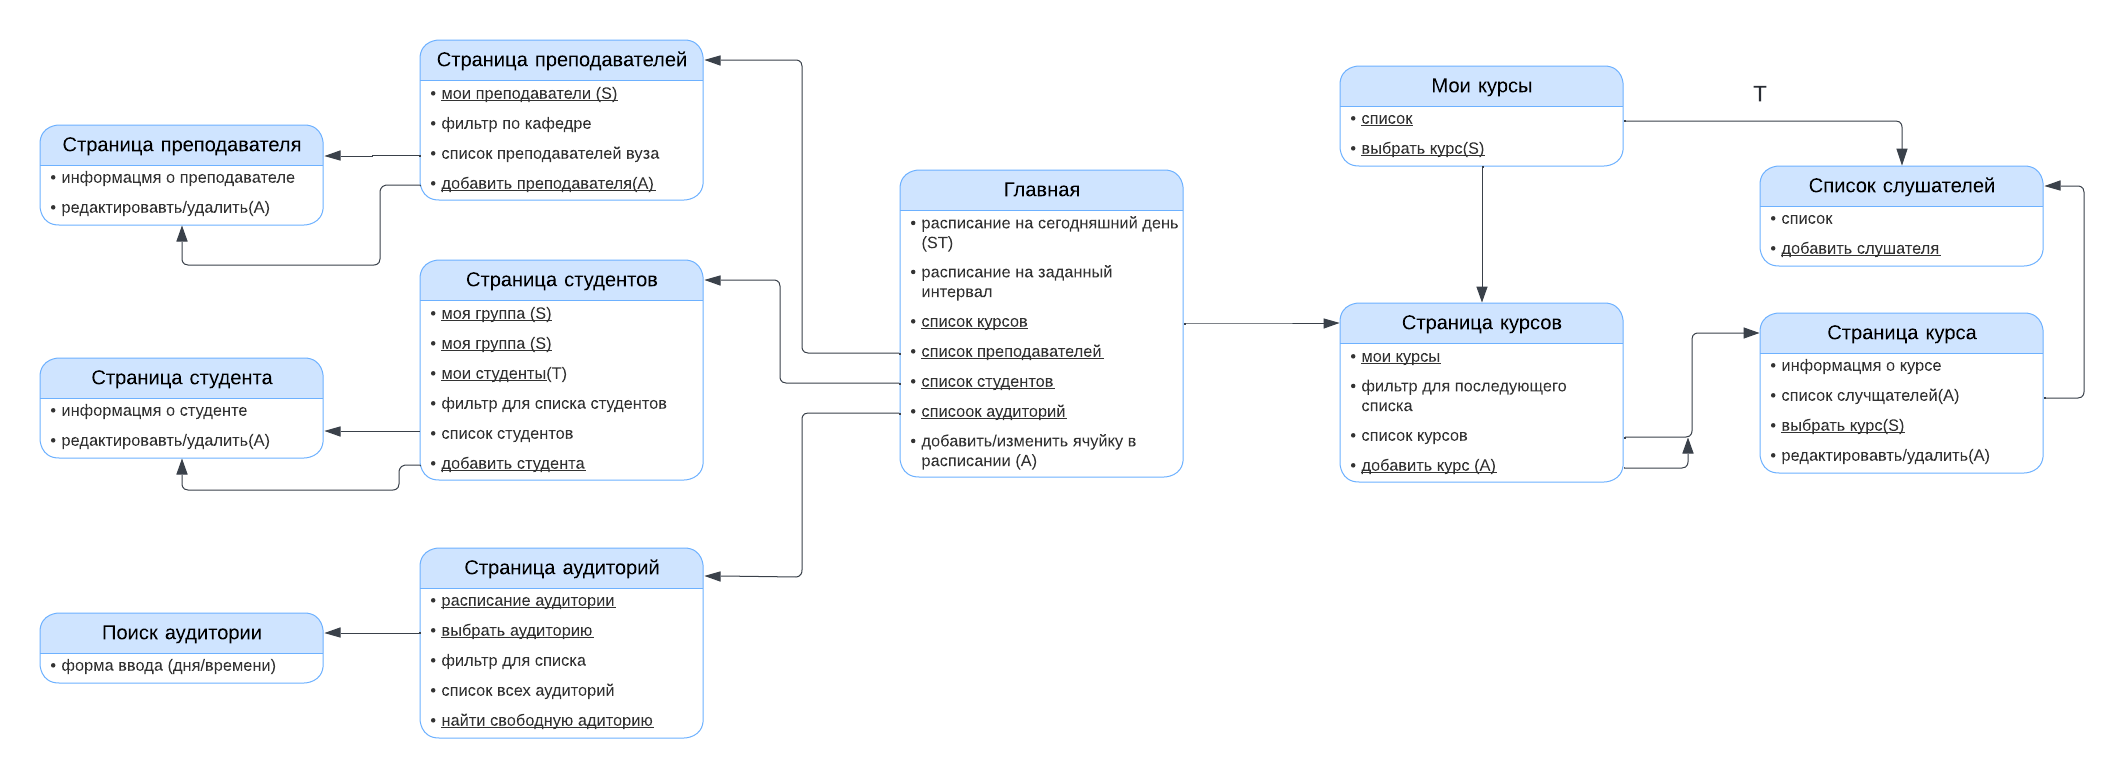 Страница преподавателей
• мои преподаватели (S)
• фильтр по кафедре
• список преподавателей вуза
• добавить преподавателя(A)
Страница преподавателя
• информацмя о преподавателе
• редактировавть/удалить(A)
Страница студентов
• моя группа (S)
• моя группа (S)
• мои студенты(T)
• фильтр для списка студентов
• список студентов
• добавить студента
Страница студента
• информацмя о студенте
• редактировавть/удалить(A)
Страница аудиторий
• расписание аудитории
• выбрать аудиторию
• фильтр для списка
• список всех аудиторий
• найти свободную адиторию
Поиск аудитории
• форма ввода (дня/времени)
Главная
• расписание на сегодняшний день
(ST)
• расписание на заданный
интервал
• список курсов
• список преподавателей
• список студентов
• списоок аудиторий
• добавить/изменить ячуйку в
расписании (A)
Мои курсы
• список
• выбрать курс(S)
T
Список слушателей
• список
• добавить слушателя
Страница курсов
• мои курсы
• фильтр для последующего
списка
• список курсов
• добавить курс (A)
Страница курса
• информацмя о курсе
• список случщателей(A)
• выбрать курс(S)
• редактировавть/удалить(A)